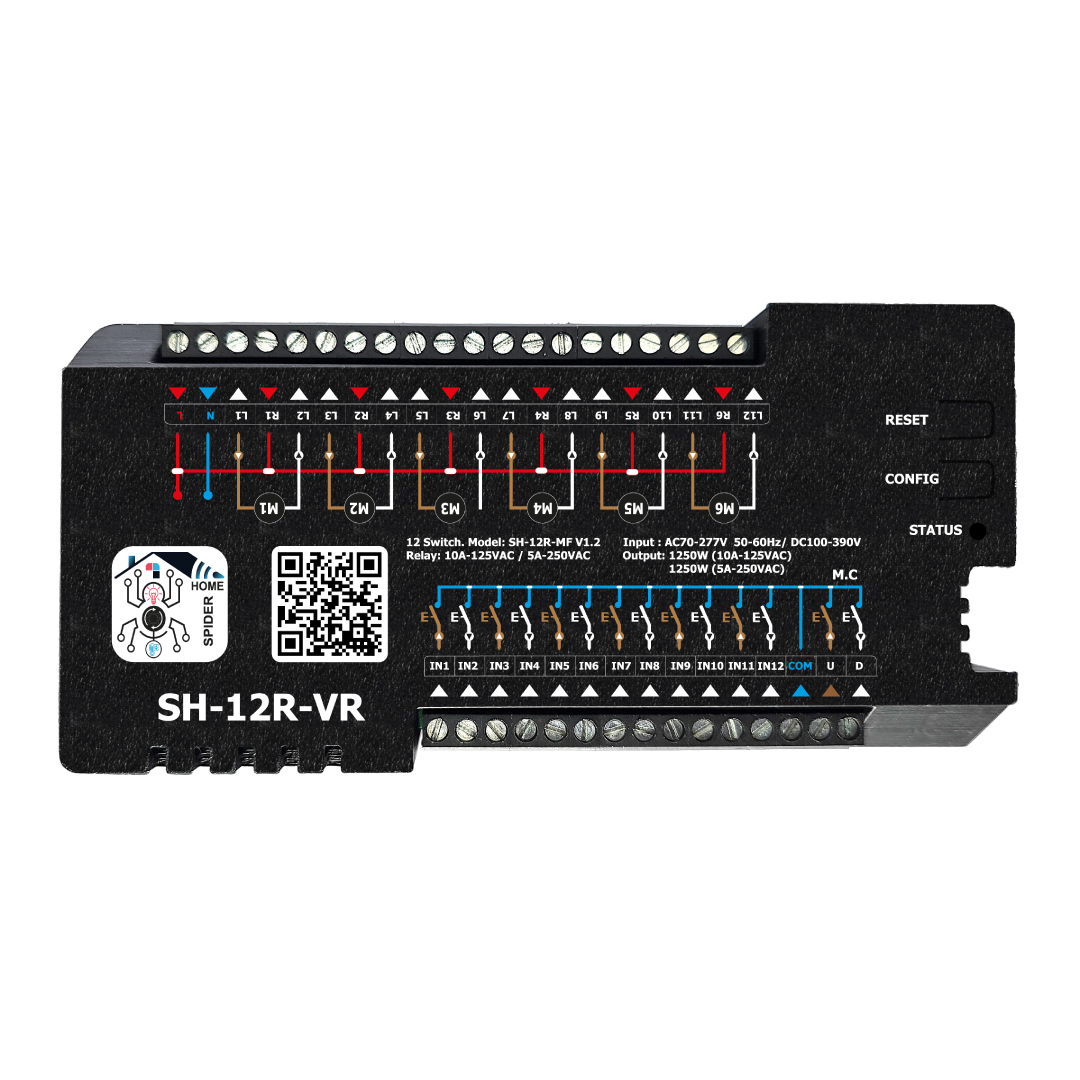 L N L1 R1 L2 L3 R2 L4 L5 R3 L6 L7 R4 L8 L9 R5 L10 L11 R6 L12
RESET
CONFIG
STATUS
M1 M2 M3 M4 M5 M6
12 Switch. Model: SH-12R-MF V1.2
Relay: 10A-125VAC / 5A-250VAC
Input : AC70-277V 50-60Hz/ DC100-390V
Output: 1250W (10A-125VAC)
1250W (5A-250VAC)
M.C
HOME
SPIDER
E E E E E E E E E E E E E E
IN1 IN2 IN3 IN4 IN5 IN6 IN7 IN8 IN9 IN10 IN11 IN12 COM U D
SH-12R-VR